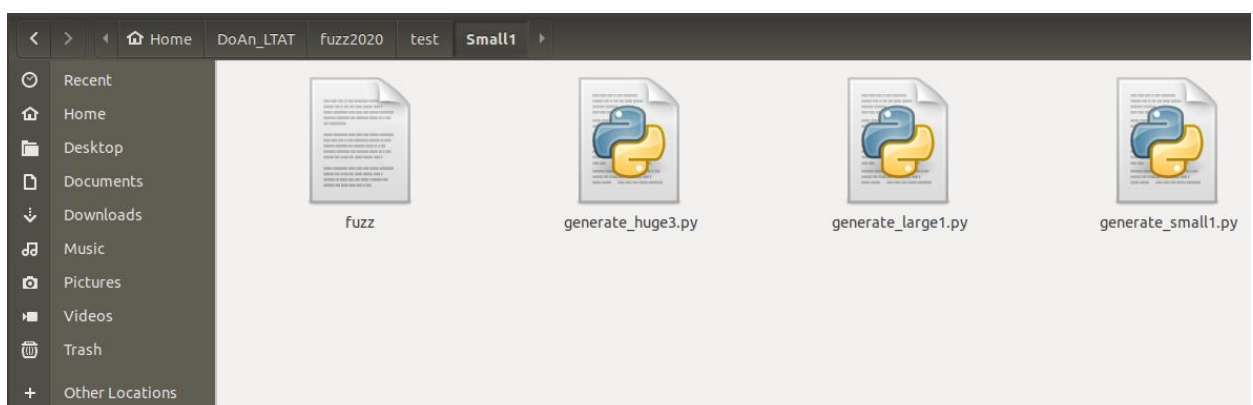 Home DoAn_LTAT fuzz2020 test Small1
Recent
Home
Desktop
Documents
Downloads
Music
Pictures
Videos
Trash
Other Locations
fuzz generate_huge3.py generate_large1.py generate_small1.py